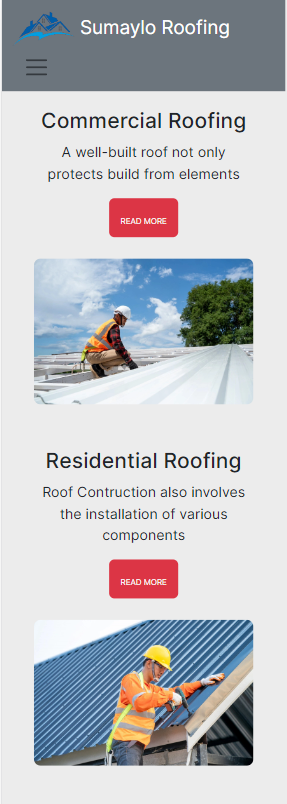 Sumaylo Roofing
Commercial Roofing
A well-built roof not only
protects build from elements
READ MORE
Residential Roofing
Roof Contruction also involves
the installation of various
components
READ MORE